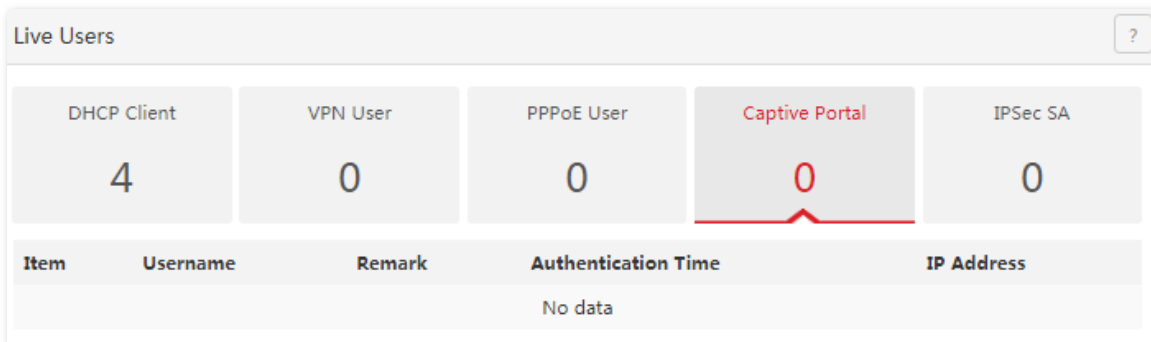 Live Users
?
DHCP Client VPN User PPPoE User Captive Portal IPSec SA
4 0 0 0 0
Item Username Remark Authentication Time IP Address
No data